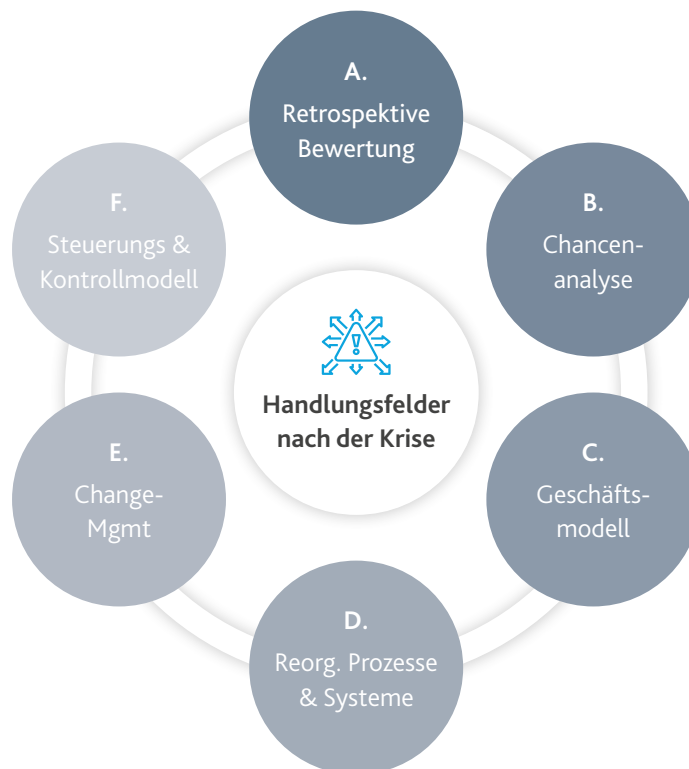 A.
Retrospektive
Bewertung
B.
Chancen-
analyse
C.
Geschäfts-
modell
D.
Reorg. Prozesse
& Systeme
E.
Change-
Mgmt
F.
Steuerungs &
Kontrollmodell
Handlungsfelder
nach der Krise